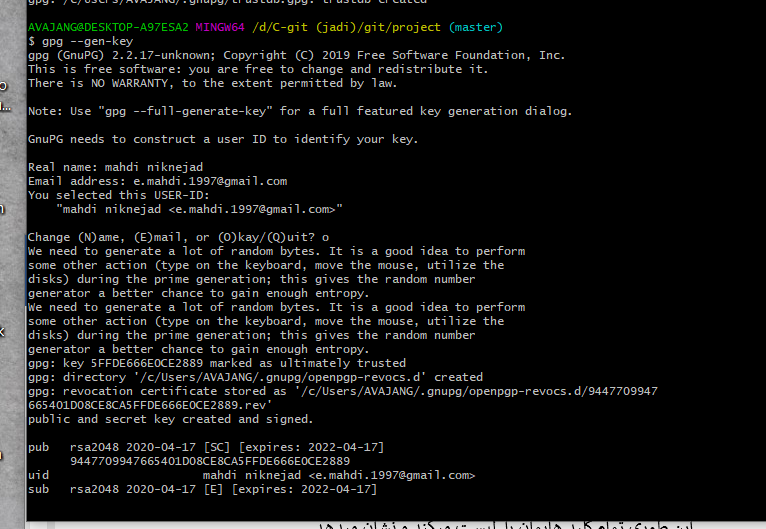 AVAJANG@DESKTOP-A97ESA2 MINGW64 /d/C-git (jadi)/git/project (master)
$ gpg --gen-key
gpg (GnuPG) 2.2.17-unknown; Copyright (C) 2019 Free Software Foundation, Inc.
This is free software: you are free to change and redistribute it.
There is NO WARRANTY, to the extent permitted by law.
Note: Use "gpg --full-generate-key" for a full featured key generation dialog.
GnuPG needs to construct a user ID to identify your key.
Real name: mahdi niknejad
Email address: e.mahdi.1997@gmail.com
You selected this USER-ID:
"mahdi niknejad <e.mahdi.1997@gmail.com>"
Change (N)ame, (E)mail, or (O)kay/(Q)uit? o
We need to generate a lot of random bytes. It is a good idea to perform
some other action (type on the keyboard, move the mouse, utilize the
disks) during the prime generation; this gives the random number
generator a better chance to gain enough entropy.
We need to generate a lot of random bytes. It is a good idea to perform
some other action (type on the keyboard, move the mouse, utilize the
disks) during the prime generation; this gives the random number
generator a better chance to gain enough entropy.
gpg: key 5FFDE666E0CE2889 marked as ultimately trusted
gpg: directory '/c/Users/AVAJANG/.gnupg/openpgp-revocs.d' created
gpg: revocation certificate stored as '/c/Users/AVAJANG/.gnupg/openpgp-revocs.d/9447709947
665401D08CE8CA5FFDE666E0CE2889.rev'
public and secret key created and signed.
pub rsa2048 2020-04-17 [SC] [expires: 2022-04-17]
9447709947665401D08CE8CA5FFDE666E0CE2889
uid mahdi niknejad <e.mahdi.1997@gmail.com>
sub rsa2048 2020-04-17 [E] [expires: 2022-04-17]